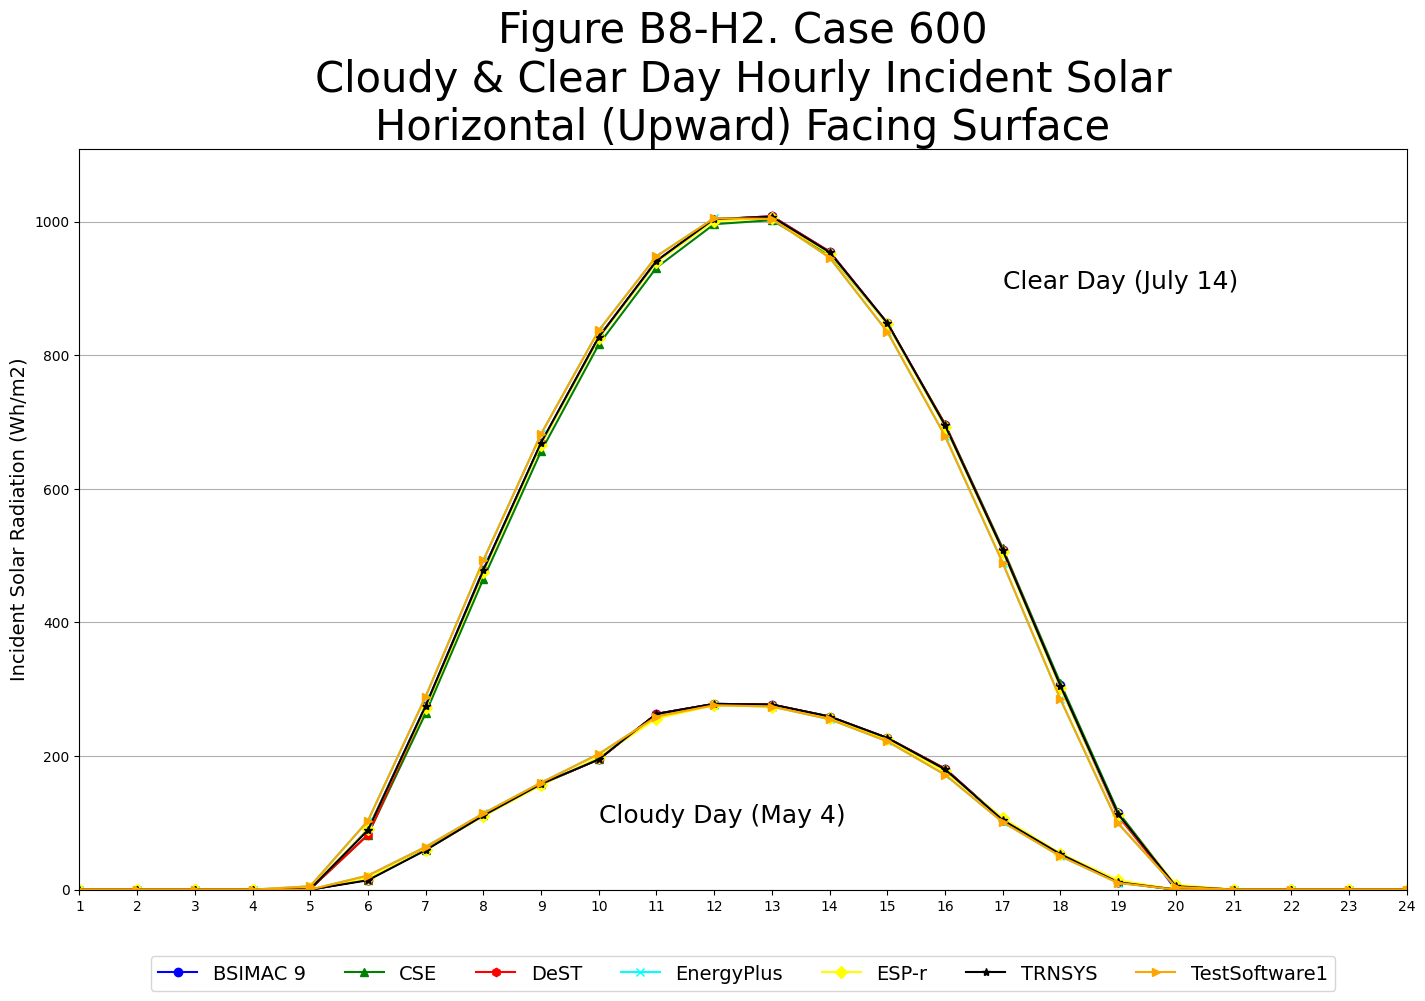 Figure B8-H2. Case 600
Cloudy & Clear Day Hourly Incident Solar
Horizontal (Upward) Facing Surface
Incident Solar Radiation (Wh/m2)
1000
800
600
400
200
0
Clear Day (July 14)
Cloudy Day (May 4)
1 2 3 4 5 6 7 8 9 10 11 12 13 14 15 16 17 18 19 20 21 22 23 24
BSIMAC 9 CSE DeST EnergyPlus ESP-r TRNSYS TestSoftware1